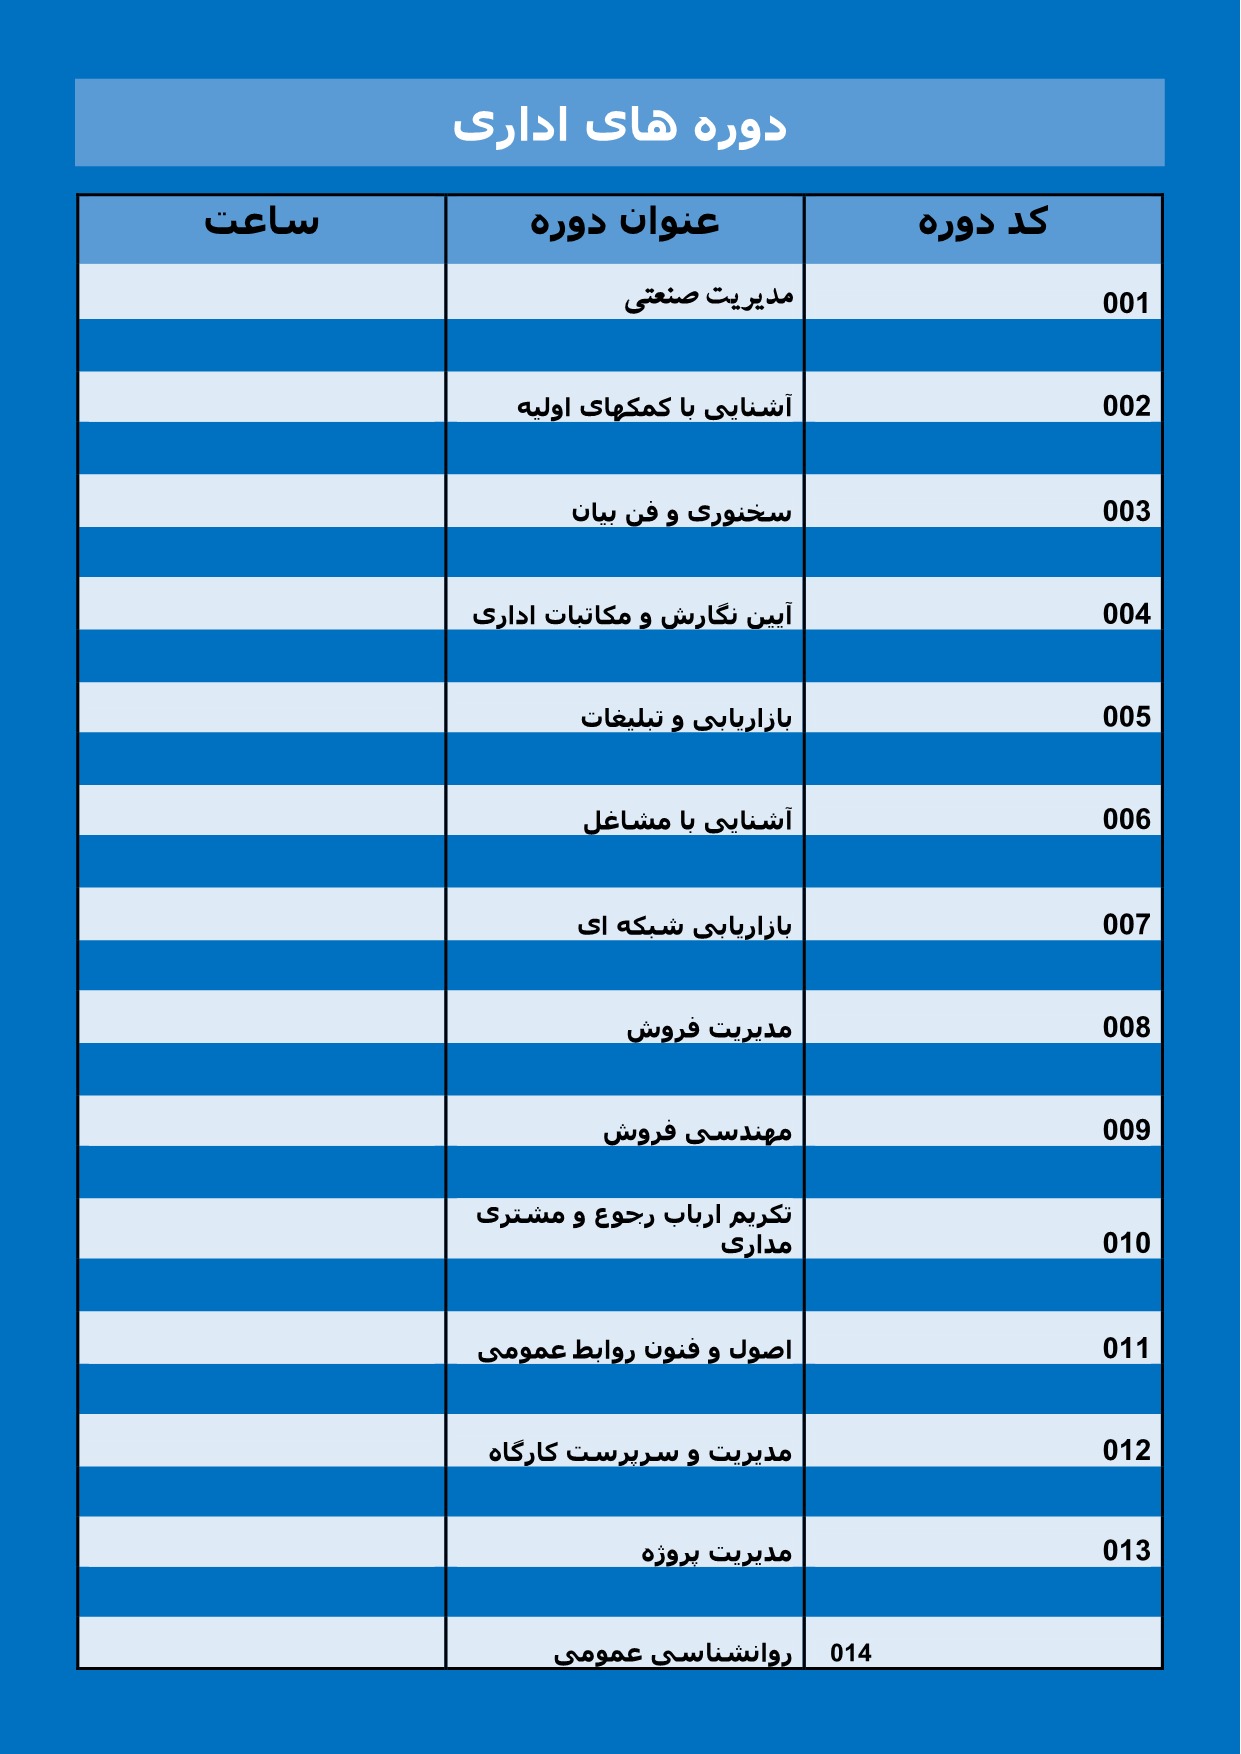 دوره های اداری
کد دوره عنوان دوره ساعت
001 مدیریت صنعتی
002 آشنایی با کمکهای اولیه
003 سخنوری و فن بیان
004 آیین نگارش و مکاتبات اداری
005 بازاریابی و تبلیغات
006 آشنایی با مشاغل
007 بازاریابی شبکه ای
008 مدیریت فروش
009 مهندسی فروش
تکریم ارباب رجوع و مشتری
010 مداری
011 اصول و فنون روابط عمومی
012 مدیریت و سرپرست کارگاه
013 مدیریت پروژه
014 روانشناسی عمومی